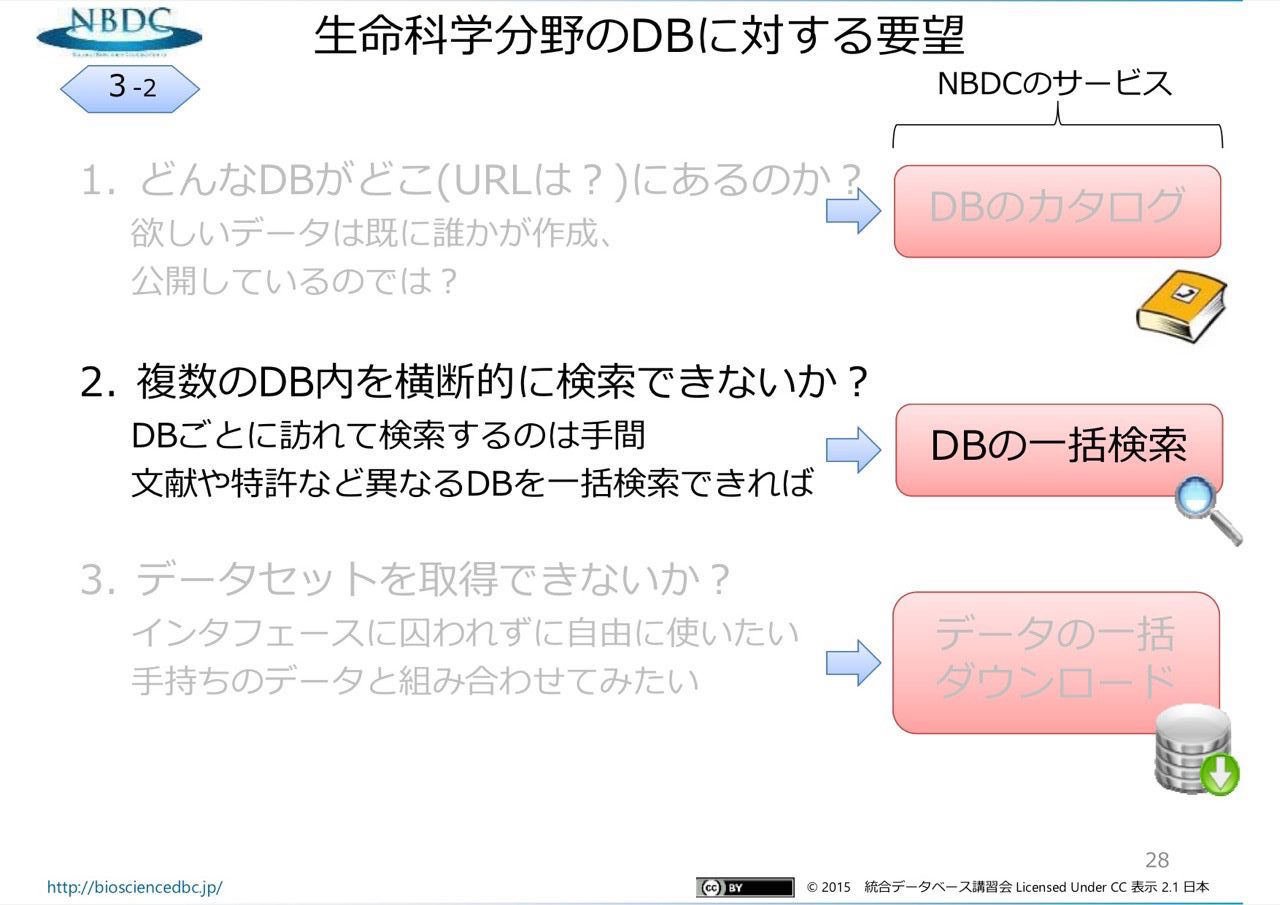 NBDC
生命科学分野のDBに対する要望
3 -2
NBDCのサービス
1. どんなDBがどこ(URLは？)にあるのか？
欲しいデータは既に誰かが作成、
公開しているのでは？
DBのカタログ
2. 複数のDB内を横断的に検索できないか？
DBごとに訪れて検索するのは手間
文献や特許など異なるDBを一括検索できれば
DBの一括検索
3. データセットを取得できないか？
インタフェースに囚われずに自由に使いたい
手持ちのデータと組み合わせてみたい
データの一括
ダウンロード
28
http://biosciencedbc.jp/
cc BY
© 2015 統合データベース講習会 Licensed Under CC 表示 2.1 日本